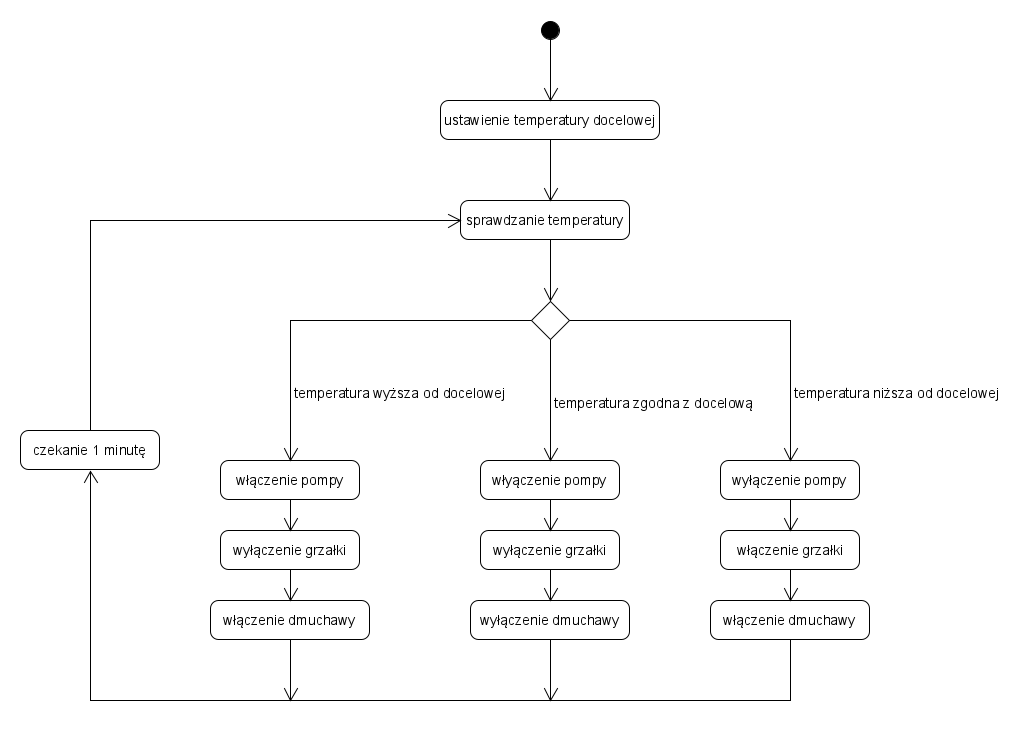 ustawienie temperatury docelowej
sprawdzanie temperatury
temperatura wyższa od docelowej
temperatura zgodna z docelową
temperatura niższa od docelowej
czekanie 1 minutę
włączenie pompy
włyączenie pompy
wyłączenie pompy
wyłączenie grzałki
wyłączenie grzałki
włączenie grzałki
włączenie dmuchawy
wyłączenie dmuchawy
włączenie dmuchawy